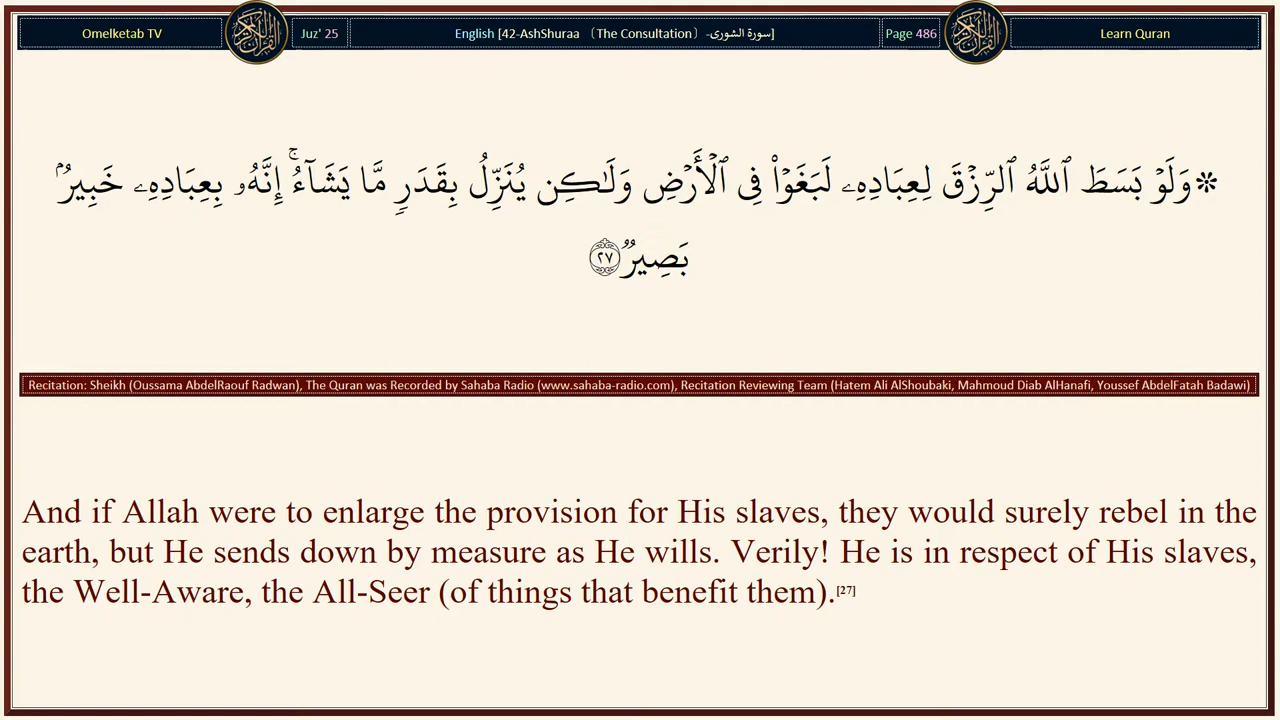 Omelketab TV
Juz' 25
English [42-AshShuraa 〔The Consultation〕-سورة الشورى]
Page 486
Learn Quran
۞ وَلَوۡ بَسَطَ ٱللَّهُ ٱلرِّزۡقَ لِعِبَادِهِۦ لَبَغَوۡاْ فِي ٱلۡأَرۡضِ وَلَٰكِن يُنَزِّلُ بِقَدَرٖ مَّا يَشَآءُۚ إِنَّهُۥ بِعِبَادِهِۦ خَبِيرُۢ
بَصِيرٞ ٢٧
Recitation: Sheikh (Oussama AbdelRaouf Radwan), The Quran was Recorded by Sahaba Radio (www.sahaba-radio.com), Recitation Reviewing Team (Hatem Ali AlShoubaki, Mahmoud Diab AlHanafi, Youssef AbdelFatah Badawi)
And if Allah were to enlarge the provision for His slaves, they would surely rebel in the
earth, but He sends down by measure as He wills. Verily! He is in respect of His slaves,
the Well-Aware, the All-Seer (of things that benefit them).[27]